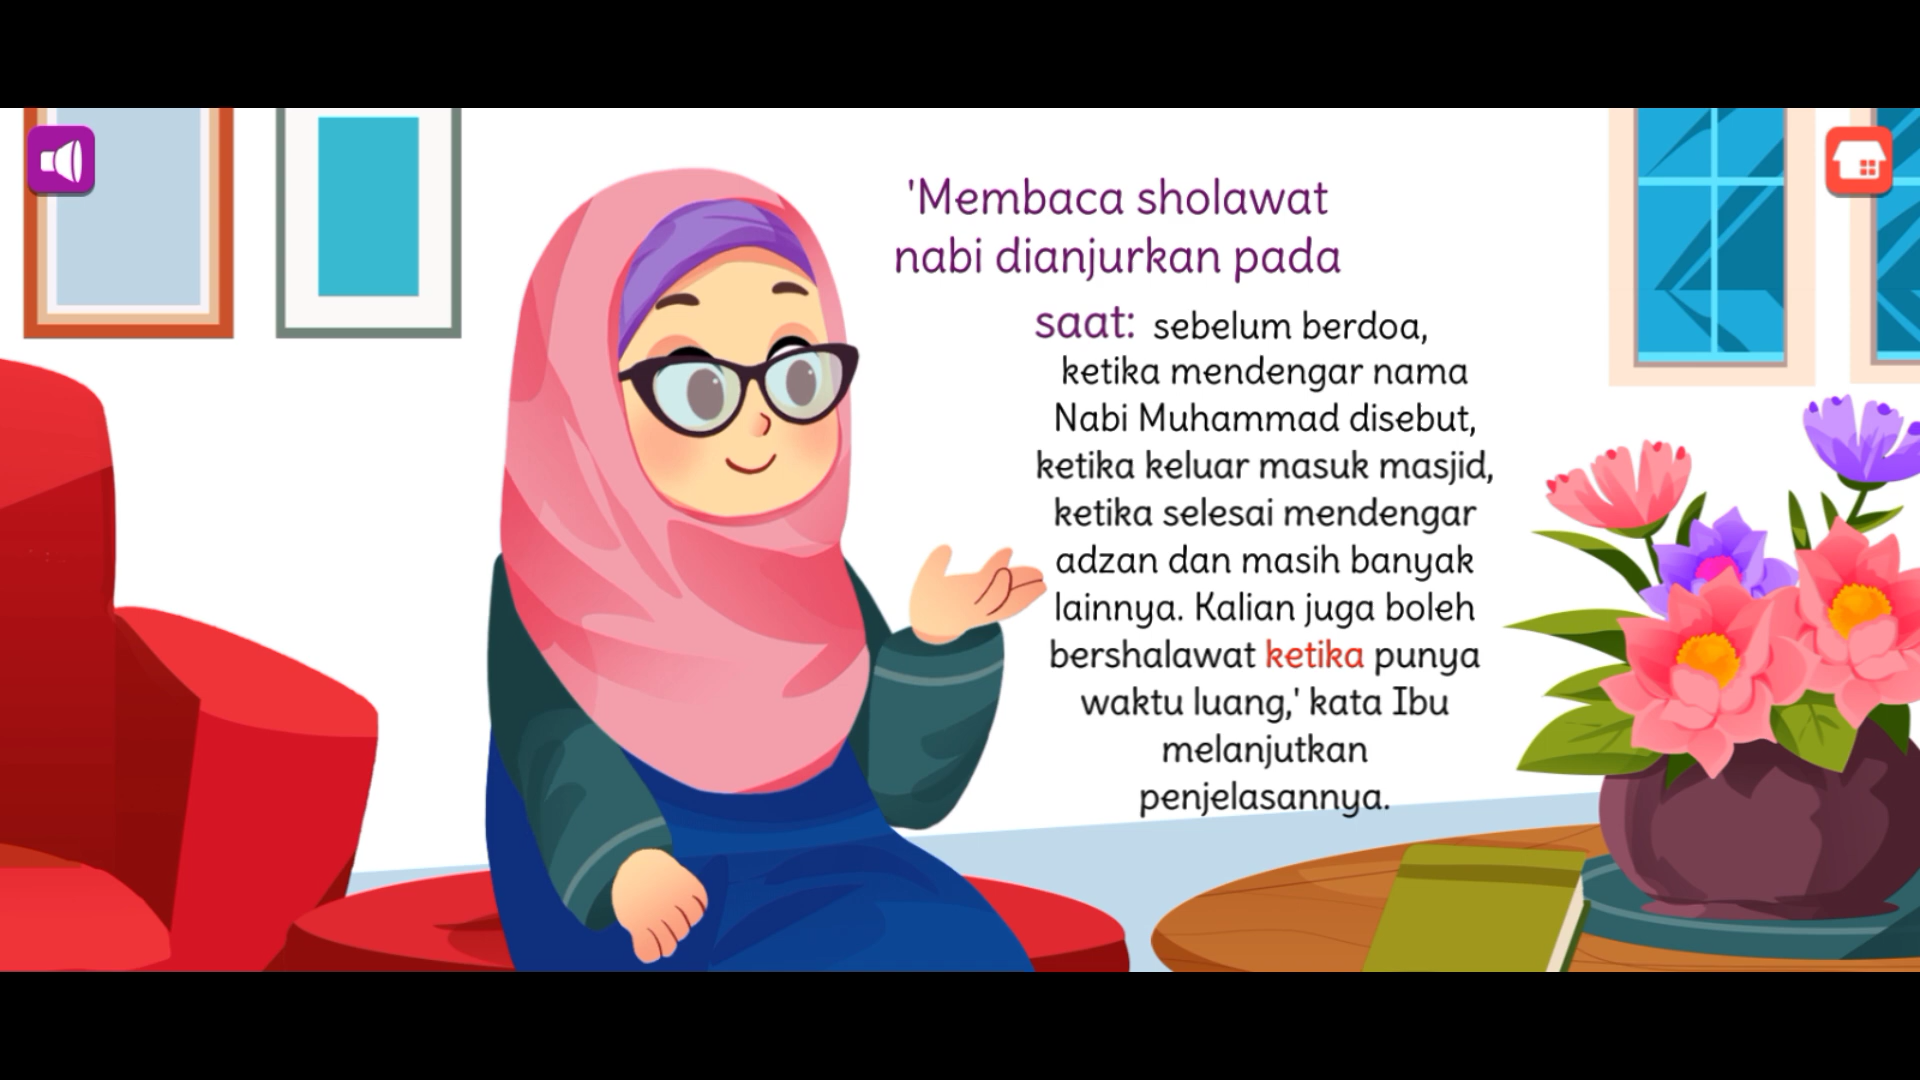 'Membaca sholawat
nabi dianjurkan pada
saat: sebelum berdoa,
ketika mendengar nama
Nabi Muhammad disebut,
ketika keluar masuk masjid,
ketika selesai mendengar
adzan dan masih banyak
lainnya. Kalian juga boleh
bershalawat ketika punya
waktu luang,' kata Ibu
melanjutkan
penjelasannya.